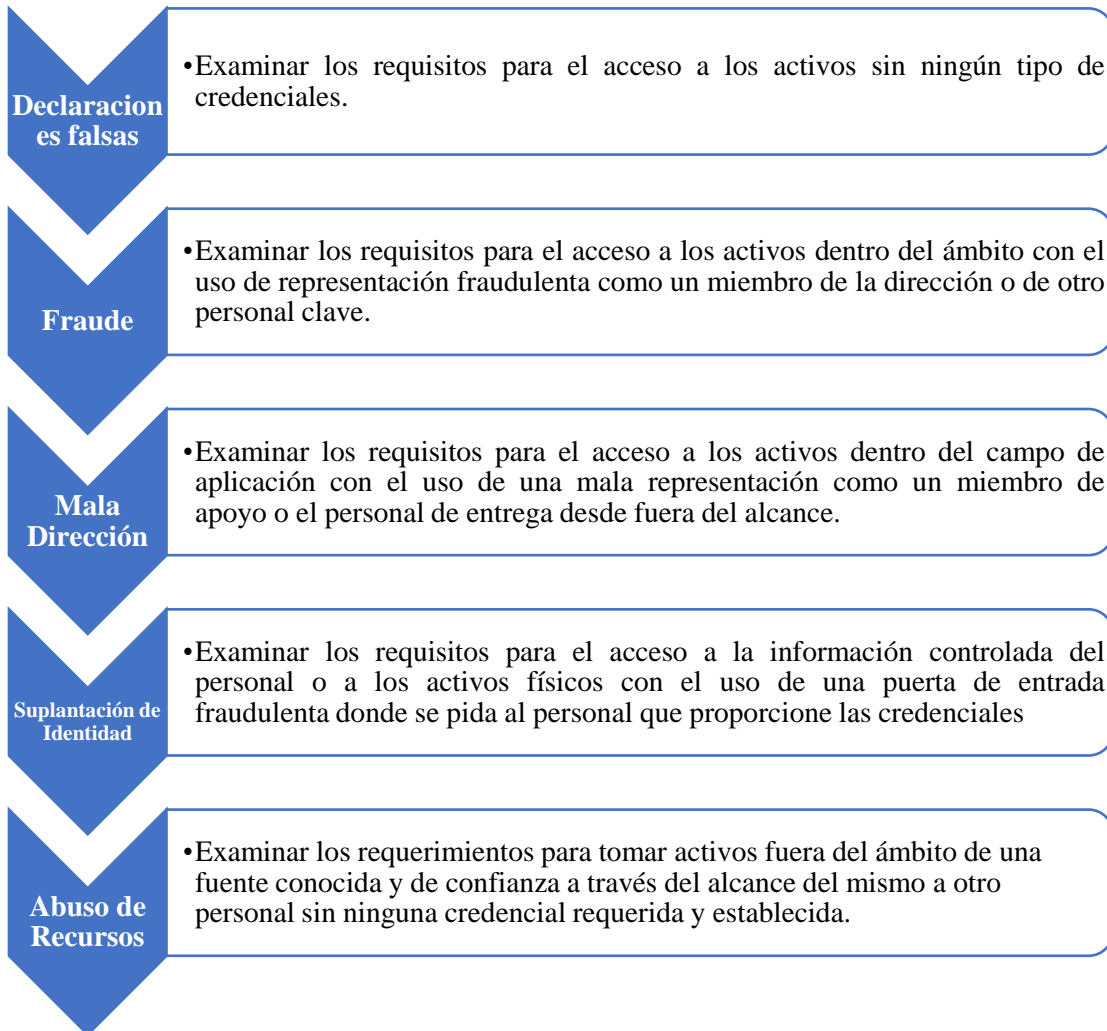 Declaracion
es falsas
•Examinar los requisitos para el acceso a los activos sin ningún tipo de
credenciales.
Fraude
•Examinar los requisitos para el acceso a los activos dentro del ámbito con el
uso de representación fraudulenta como un miembro de la dirección o de otro
personal clave.
Mala
Dirección
•Examinar los requisitos para el acceso a los activos dentro del campo de
aplicación con el uso de una mala representación como un miembro de
apoyo o el personal de entrega desde fuera del alcance.
Suplantación de
Identidad
•Examinar los requisitos para el acceso a la información controlada del
personal o a los activos físicos con el uso de una puerta de entrada
fraudulenta donde se pida al personal que proporcione las credenciales
Abuso de
Recursos
•Examinar los requerimientos para tomar activos fuera del ámbito de una
fuente conocida y de confianza a través del alcance del mismo a otro
personal sin ninguna credencial requerida y establecida.